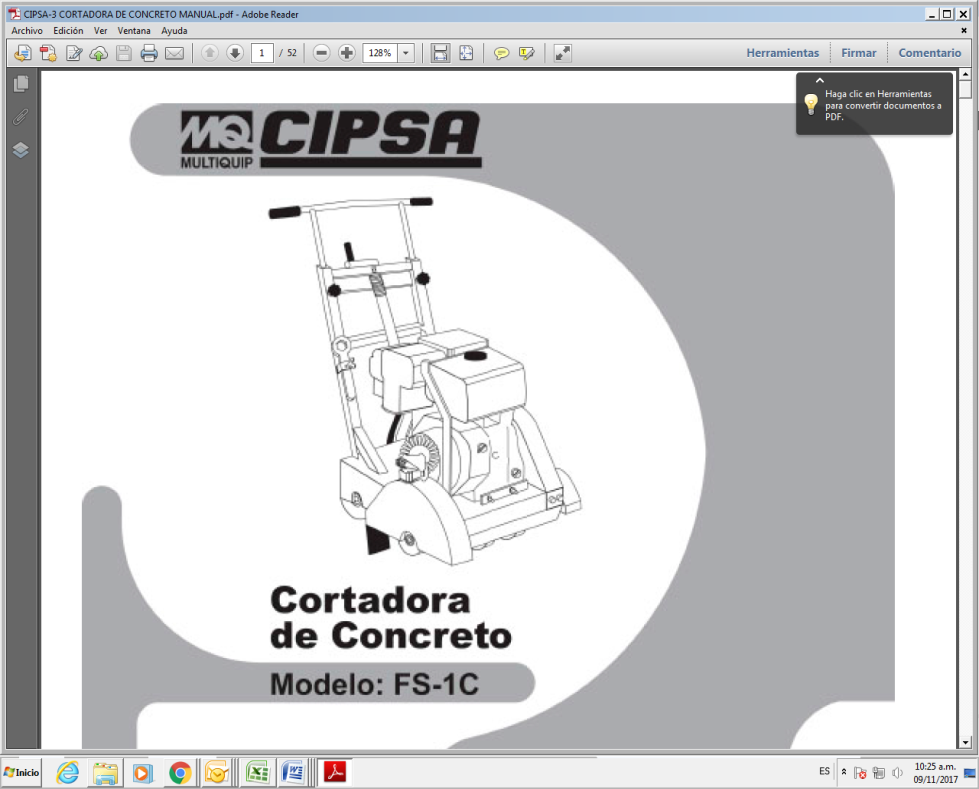 CIPSA-3 CORTADORA DE CONCRETO MANUAL.pdf - Adobe Reader
Archivo Edición Ver Ventana Ayuda
1 / 52 128% Herramientas Firmar Comentario
Haga clic en Herramientas
para convertir documentos a
PDF.
MQ CIPSA
MULTIQUIP
Cortadora
de Concreto
Modelo: FS-1C
Inicio
ES
10:25 a.m.
09/11/2017